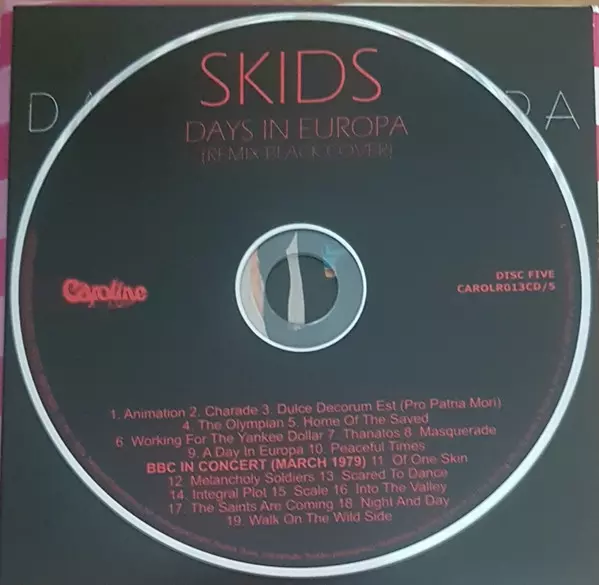 SKIDS
DAYS IN EUROPA
(REMIX BLACK COVER)
D A P A
Caroline
DISC FIVE
CAROLR013CD/5
1. Animation 2. Charade 3. Dulce Decorum Est (Pro Patria Mori)
4. The Olympian 5. Home Of The Saved
6 Working For The Yankee Dollar 7. Thanatos 8. Masquerade
9. A Day In Europa 10. Peaceful Times
BBC IN CONCERT (MARCH 1979) 11 Of One Skin
12 Melancholy Soldiers 13 Scared To Dance
14. Integral Plot 15 Scale 16 Into The Valley
17. The Saints Are Coming 18 Night And Day
19. Walk On The Wild Side